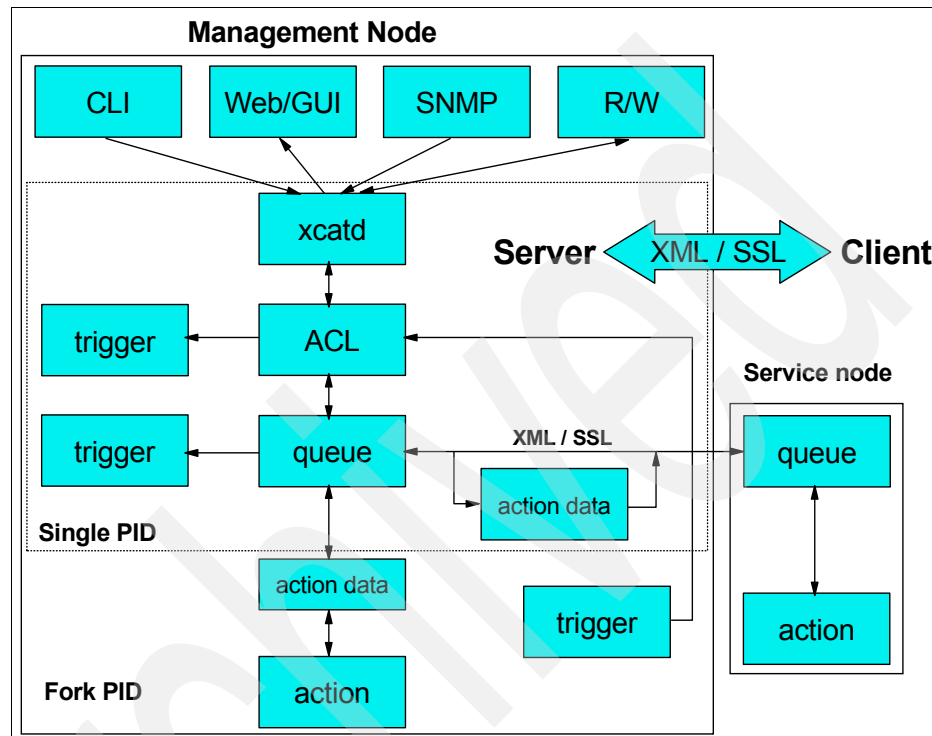 Management Node
CLI
Web/GUI
SNMP
R/W
xcatd
Server
XML / SSL
Client
trigger
ACL
Service node
trigger
queue
XML / SSL
queue
action data
Single PID
action data
trigger
action
Fork PID
action